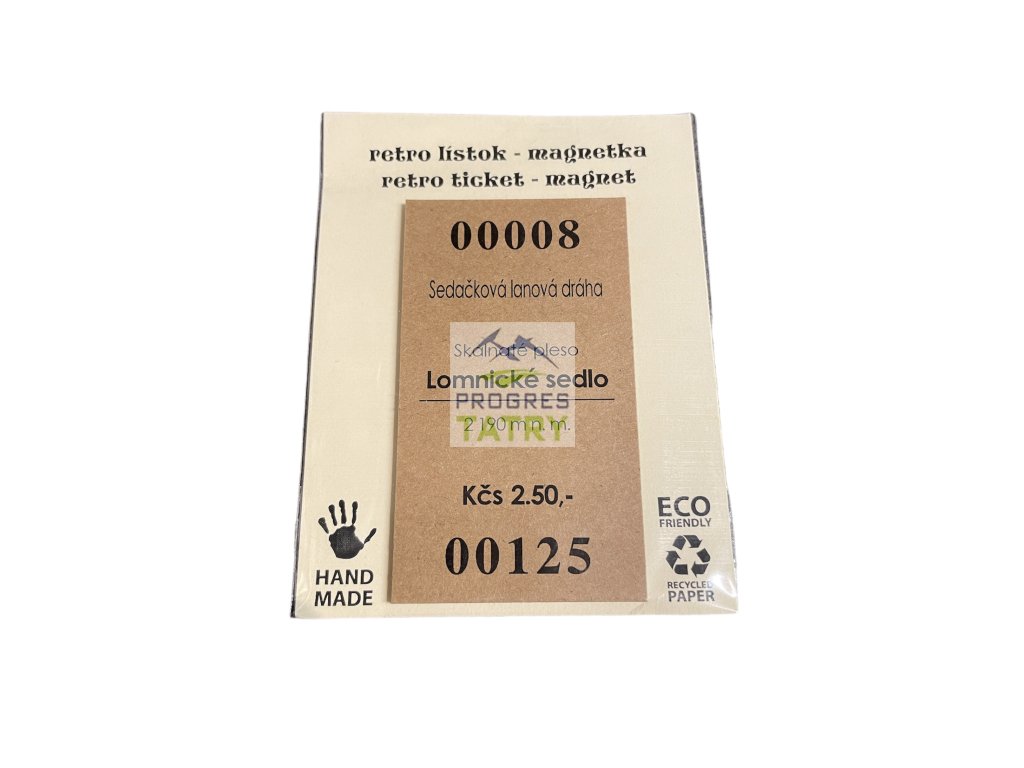 retro lístok - magnetka
retro ticket - magnet
00008
Sedačková lanová dráha
Skalnaté pleso
Lomnické sedlo
PROGRES
TATRY
2 190 m n. m.
Kčs 2.50,-
00125
HAND
MADE
ECO
FRIENDLY
RECYCLED
PAPER